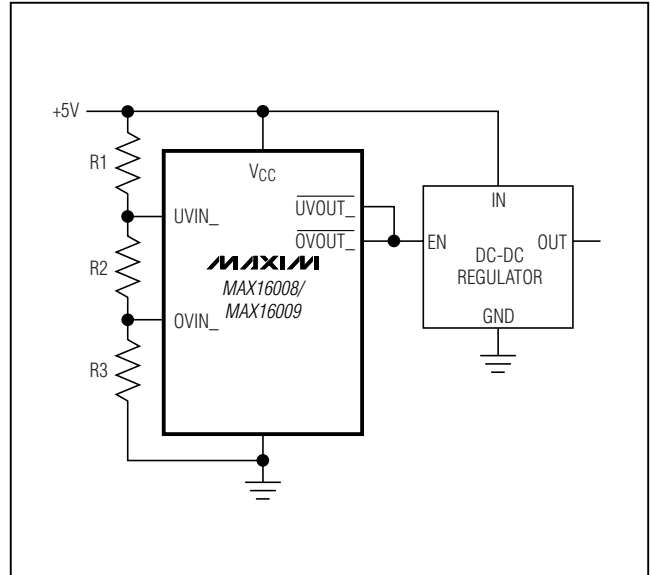 +5V
R1
R2
R3
VCC
UVIN_
OVIN_
UVOUT_
OVOUT_
MAXIM
MAX16008/
MAX16009
IN
EN
OUT
DC-DC
REGULATOR
GND